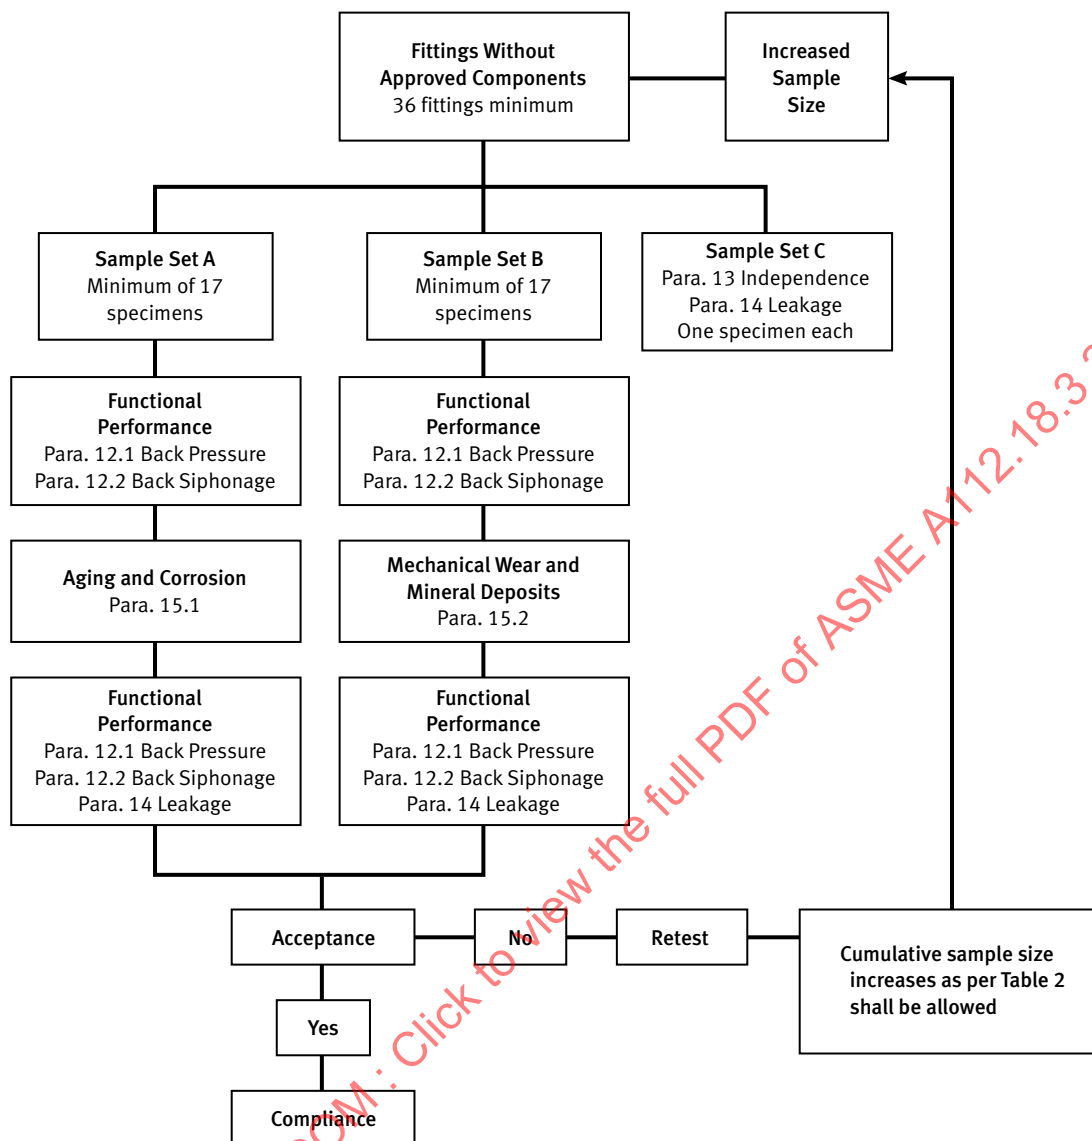 Fittings Without
Approved Components
36 fittings minimum
Increased
Sample
Size
Sample Set A
Minimum of 17
specimens
Sample Set B
Minimum of 17
specimens
Sample Set C
Para. 13 Independence
Para. 14 Leakage
One specimen each
Functional
Performance
Para. 12.1 Back Pressure
Para. 12.2 Back Siphonage
Functional
Performance
Para. 12.1 Back Pressure
Para. 12.2 Back Siphonage
Aging and Corrosion
Para. 15.1
Mechanical Wear and
Mineral Deposits
Para. 15.2
Functional
Performance
Para. 12.1 Back Pressure
Para. 12.2 Back Siphonage
Para. 14 Leakage
Functional
Performance
Para. 12.1 Back Pressure
Para. 12.2 Back Siphonage
Para. 14 Leakage
Acceptance
No
Retest
Cumulative sample size
increases as per Table 2
shall be allowed
Yes
Compliance
COM : Click to view the full PDF of ASME A112.18.3